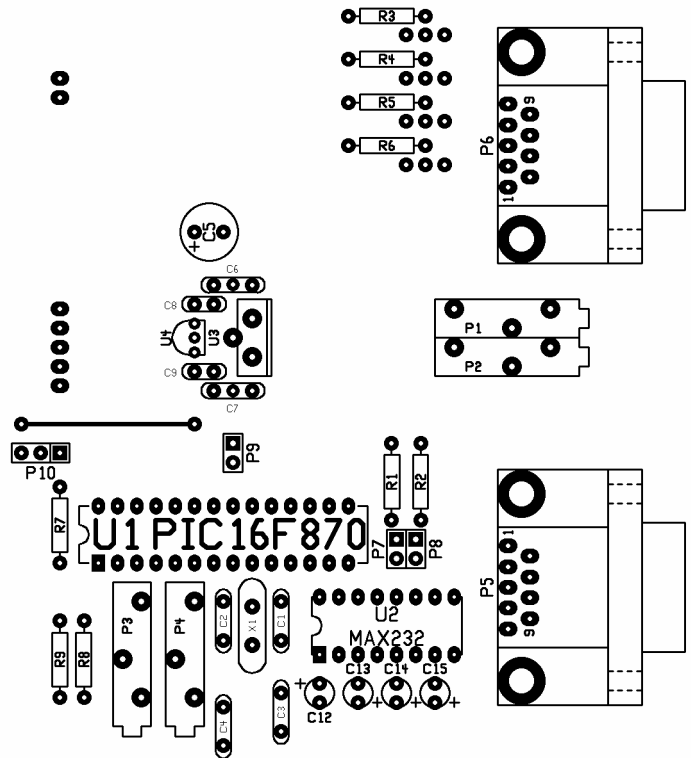 R3
R4
R5
R6
9
P6
1
C5
+
C6
C8
U4
U3
C9
C7
P1
P2
P10
P9
R1
R2
R7
U1 PIC16F870
P7
P8
1
P5
9
P3
P4
C2
X1
C1
U2
MAX232
R9
R8
C13
C14
C15
+
+
+
+
C12
C4
C3